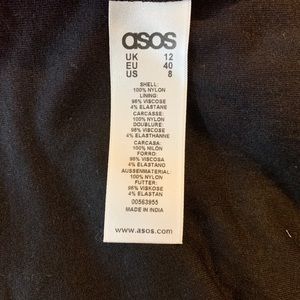 asos
UK 12
EU 40
US 8
SHELL:
100% NYLON
LINING:
96% VISCOSE
4% ELASTANE
CARCASSE:
100% NYLON
DOUBLURE:
96% VISCOSE
4% ELASTHANNE
CARCASA:
100% NILÓN
FORRO:
96% VISCOSA
4% ELASTANO
AUSSENMATERIAL:
100% NYLON
FUTTER:
96% VISKOSE
4% ELASTAN
00563955
MADE IN INDIA
www.asos.com